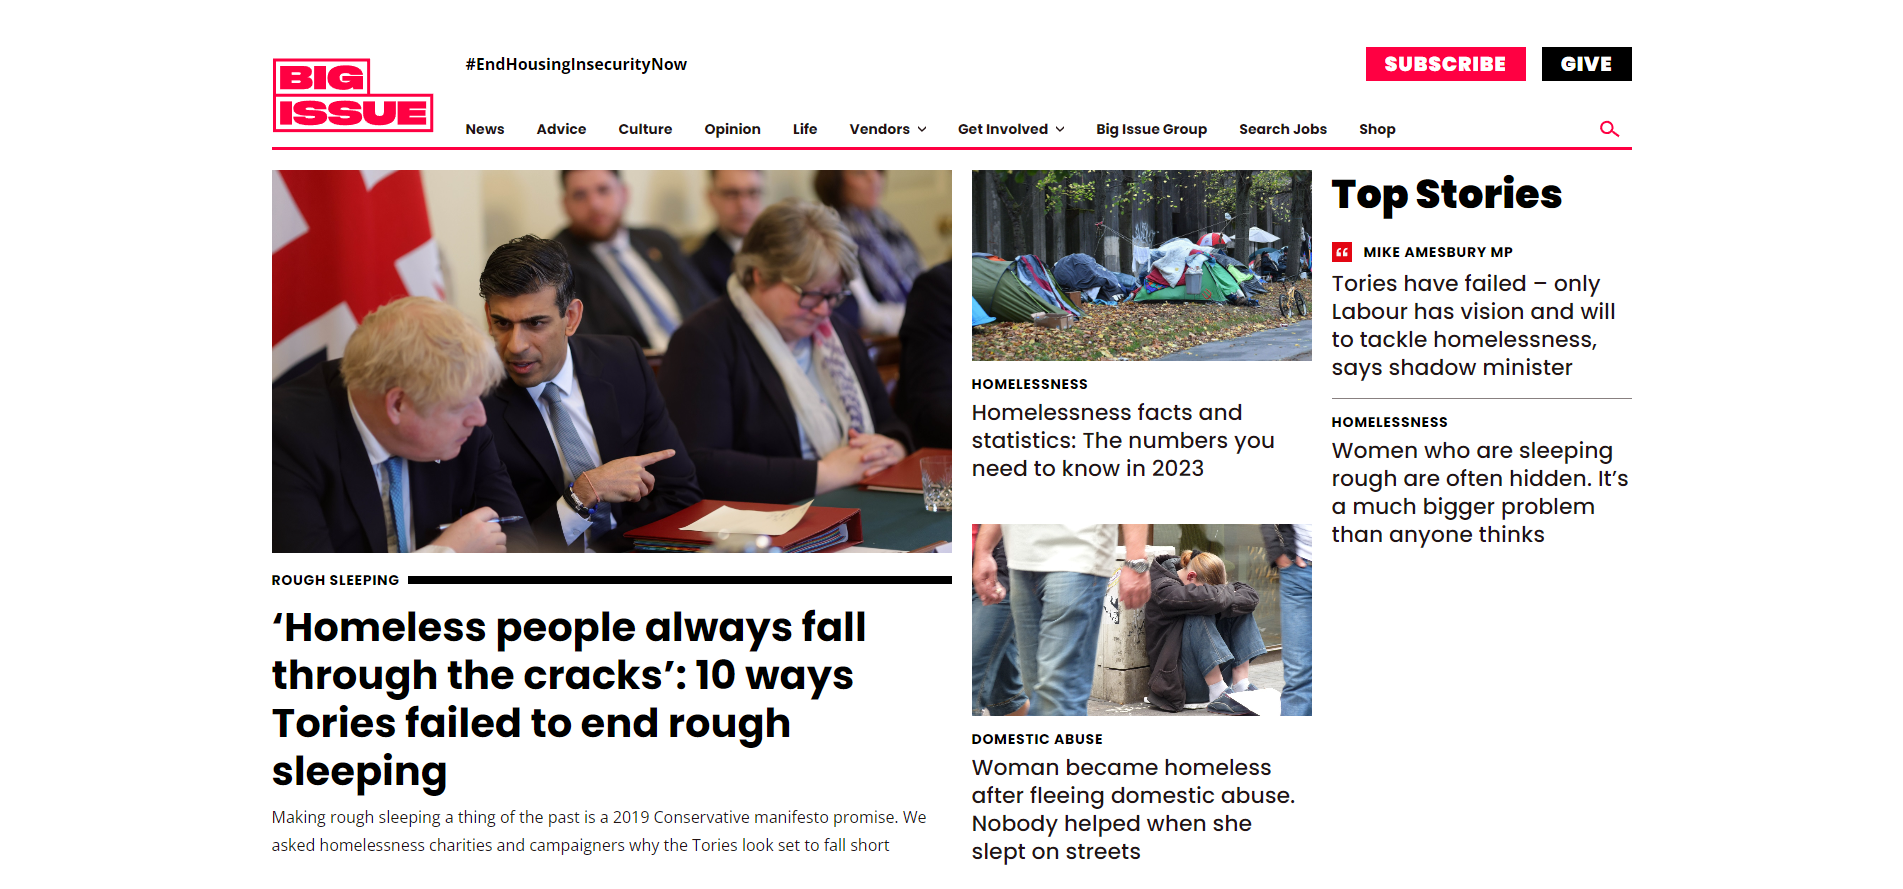 BIG
ISSUE
#EndHousingInsecurityNow
SUBSCRIBE
GIVE
News
Advice
Culture
Opinion
Life
Vendors
Get Involved
Big Issue Group
Search Jobs
Shop
ROUGH SLEEPING
‘Homeless people always fall
through the cracks’: 10 ways
Tories failed to end rough
sleeping
Making rough sleeping a thing of the past is a 2019 Conservative manifesto promise. We
asked homelessness charities and campaigners why the Tories look set to fall short
HOMELESSNESS
Homelessness facts and
statistics: The numbers you
need to know in 2023
DOMESTIC ABUSE
Woman became homeless
after fleeing domestic abuse.
Nobody helped when she
slept on streets
Top Stories
MIKE AMESBURY MP
Tories have failed – only
Labour has vision and will
to tackle homelessness,
says shadow minister
HOMELESSNESS
Women who are sleeping
rough are often hidden. It’s
a much bigger problem
than anyone thinks